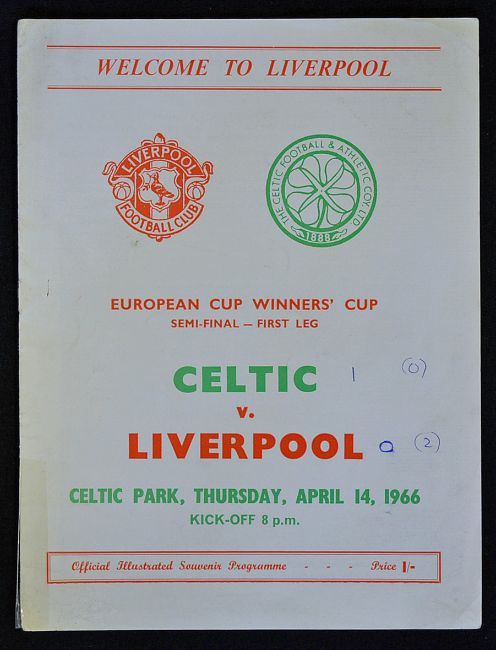 WELCOME TO LIVERPOOL
LIVERPOOL
FOOTBALL CLUB
THE CELTIC FOOTBALL & ATHLETIC COY. LTD
1888
EUROPEAN CUP WINNERS' CUP
SEMI-FINAL — FIRST LEG
CELTIC 1 (0)
v.
LIVERPOOL 0 (2)
CELTIC PARK, THURSDAY, APRIL 14, 1966
KICK-OFF 8 p.m.
Official Illustrated Souvenir Programme - - - Price 1/-